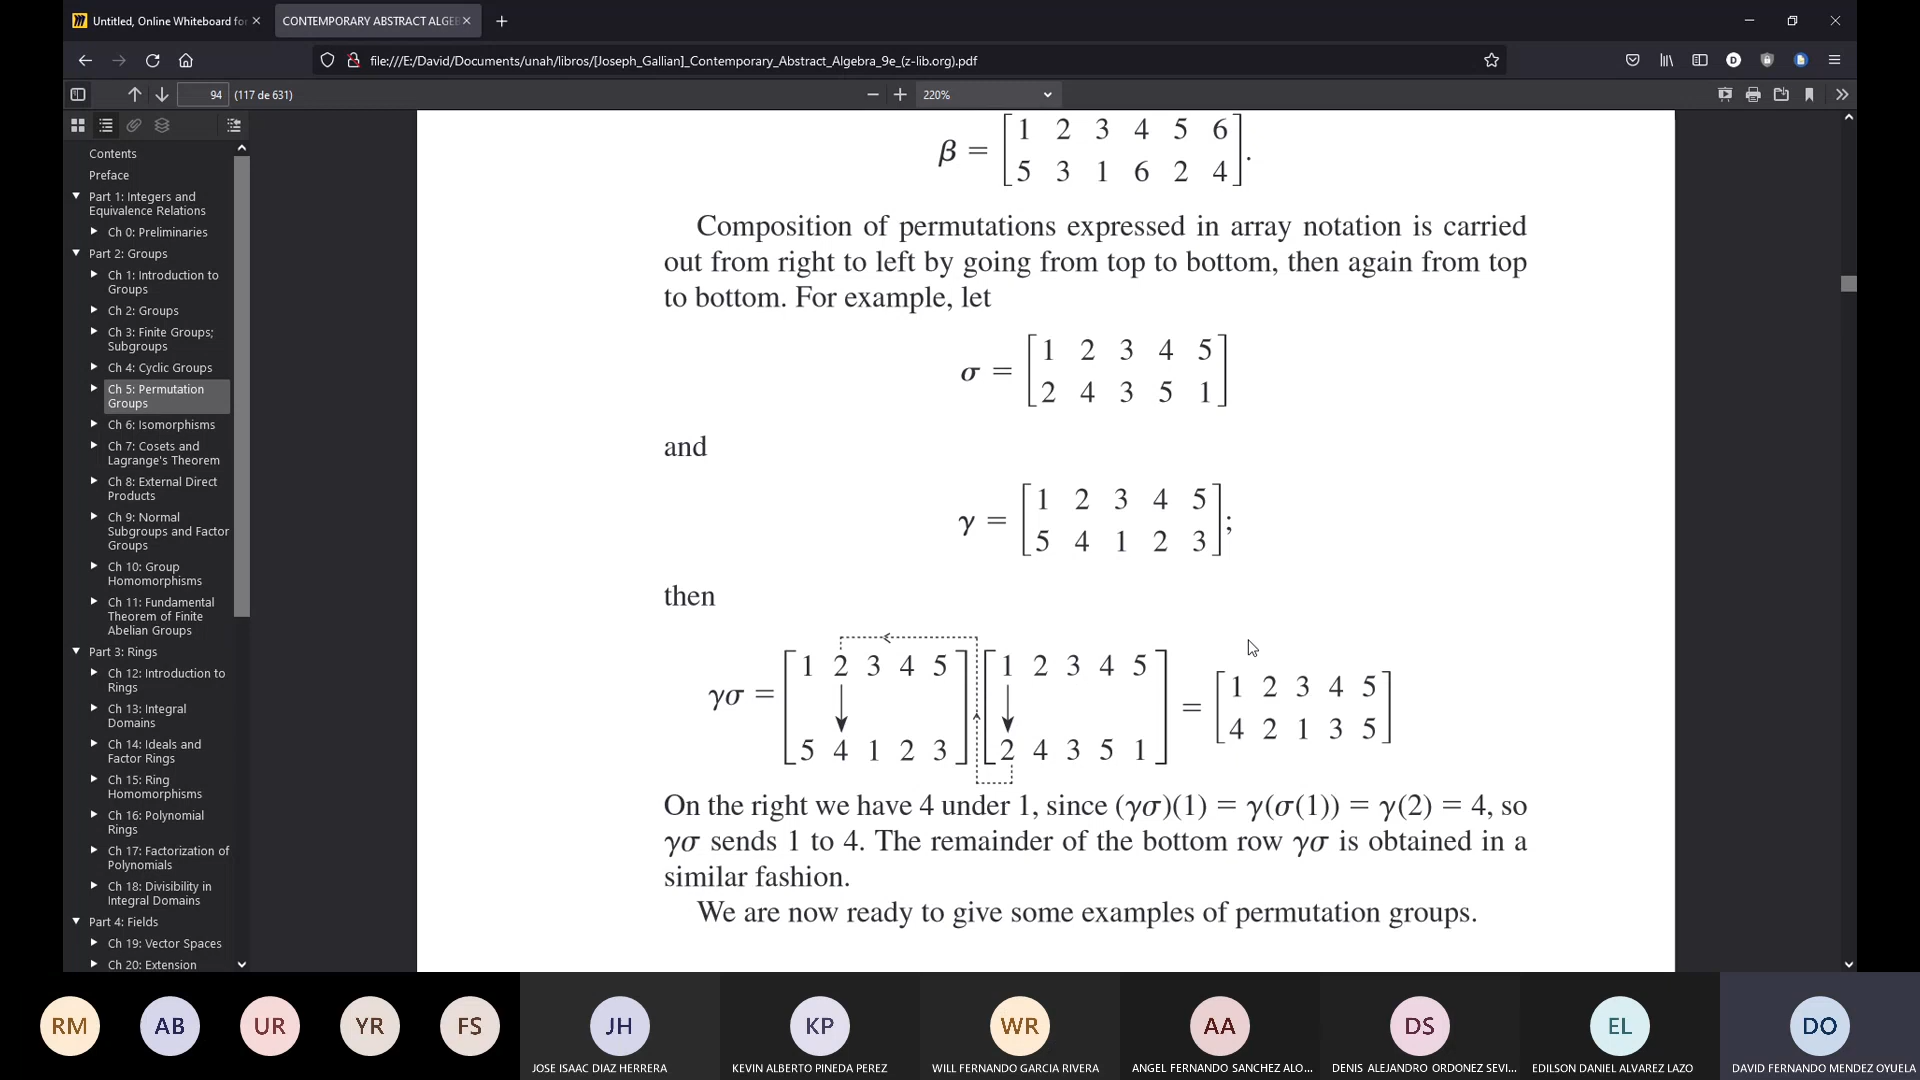 Untitled, Online Whiteboard for
CONTEMPORARY ABSTRACT ALGEB
file:///E:/David/Documents/unah/libros/[Joseph_Gallian]_Contemporary_Abstract_Algebra_9e_(z-lib.org).pdf
94 (117 de 631)
220%
Contents
Preface
Part 1: Integers and
Equivalence Relations
Ch 0: Preliminaries
Part 2: Groups
Ch 1: Introduction to
Groups
Ch 2: Groups
Ch 3: Finite Groups;
Subgroups
Ch 4: Cyclic Groups
Ch 5: Permutation
Groups
Ch 6: Isomorphisms
Ch 7: Cosets and
Lagrange's Theorem
Ch 8: External Direct
Products
Ch 9: Normal
Subgroups and Factor
Groups
Ch 10: Group
Homomorphisms
Ch 11: Fundamental
Theorem of Finite
Abelian Groups
Part 3: Rings
Ch 12: Introduction to
Rings
Ch 13: Integral
Domains
Ch 14: Ideals and
Factor Rings
Ch 15: Ring
Homomorphisms
Ch 16: Polynomial
Rings
Ch 17: Factorization of
Polynomials
Ch 18: Divisibility in
Integral Domains
Part 4: Fields
Ch 19: Vector Spaces
Ch 20: Extension
β = [1 2 3 4 5 6
5 3 1 6 2 4].
Composition of permutations expressed in array notation is carried
out from right to left by going from top to bottom, then again from top
to bottom. For example, let
σ = [1 2 3 4 5
2 4 3 5 1]
and
γ = [1 2 3 4 5
5 4 1 2 3];
then
γσ = [1 2 3 4 5
5 4 1 2 3] [1 2 3 4 5
2 4 3 5 1] = [1 2 3 4 5
4 2 1 3 5]
On the right we have 4 under 1, since (γσ)(1) = γ(σ(1)) = γ(2) = 4, so
γσ sends 1 to 4. The remainder of the bottom row γσ is obtained in a
similar fashion.
We are now ready to give some examples of permutation groups.
RM
AB
UR
YR
FS
JH
JOSE ISAAC DIAZ HERRERA
KP
KEVIN ALBERTO PINEDA PEREZ
WR
WILL FERNANDO GARCIA RIVERA
AA
ANGEL FERNANDO SANCHEZ ALO...
DS
DENIS ALEJANDRO ORDONEZ SEVI...
EL
EDILSON DANIEL ALVAREZ LAZO
DO
DAVID FERNANDO MENDEZ OYUELA